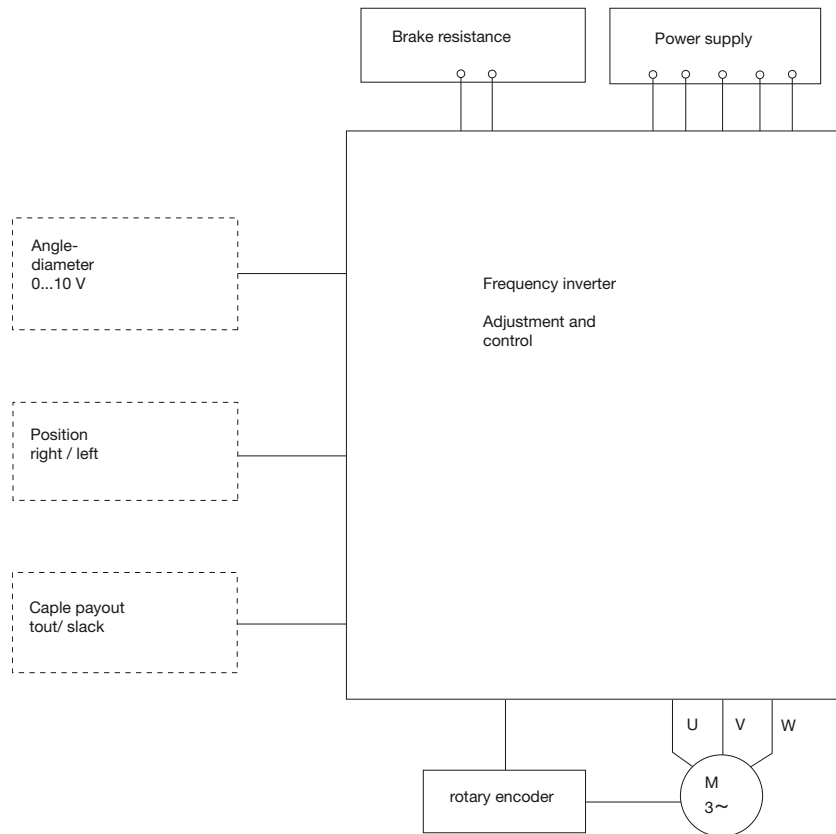 Brake resistance
Power supply
Angle-
diameter
0...10 V
Frequency inverter
Adjustment and
control
Position
right / left
Caple payout
tout/ slack
U
V
W
rotary encoder
M
3~